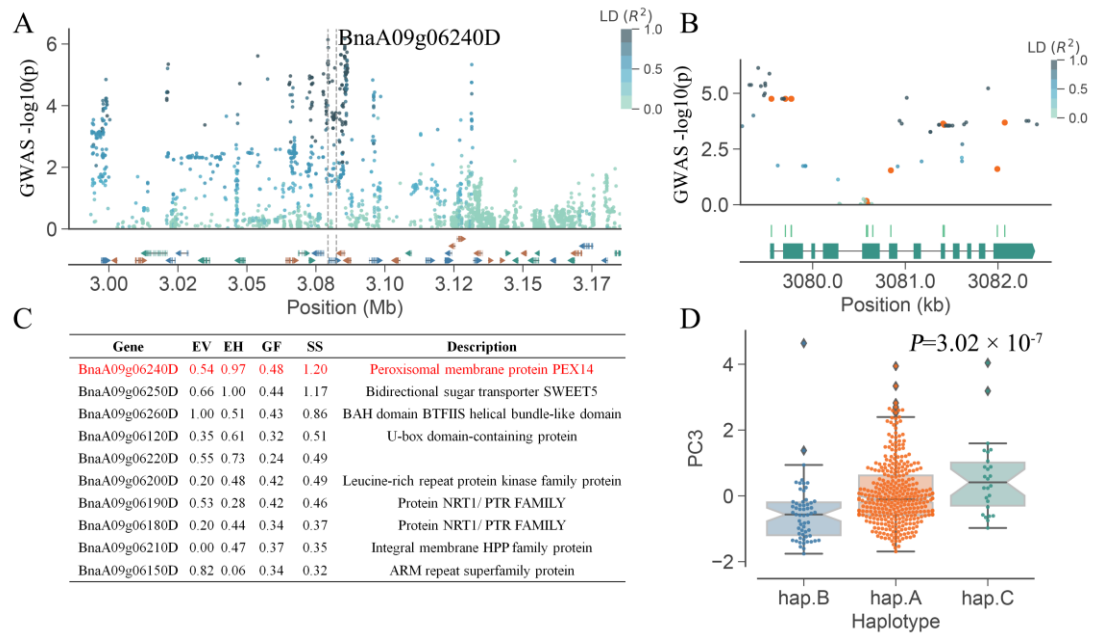 A
BnaA09g06240D
LD (R²)
1.0
0.5
0.0
GWAS -log10(p)
6
4
2
0
3.00
3.02
3.05
3.08
3.10
3.12
3.15
3.17
Position (Mb)
B
LD (R²)
1.0
0.5
0.0
GWAS -log10(p)
5.0
2.5
0.0
3080.0
3081.0
3082.0
Position (kb)
C
Gene EV EH GF SS Description
BnaA09g06240D 0.54 0.97 0.48 1.20 Peroxisomal membrane protein PEX14
BnaA09g06250D 0.66 1.00 0.44 1.17 Bidirectional sugar transporter SWEET5
BnaA09g06260D 1.00 0.51 0.43 0.86 BAH domain BTFIIS helical bundle-like domain
BnaA09g06120D 0.35 0.61 0.32 0.51 U-box domain-containing protein
BnaA09g06220D 0.55 0.73 0.24 0.49
BnaA09g06200D 0.20 0.48 0.42 0.49 Leucine-rich repeat protein kinase family protein
BnaA09g06190D 0.53 0.28 0.42 0.46 Protein NRT1/ PTR FAMILY
BnaA09g06180D 0.20 0.44 0.34 0.37 Protein NRT1/ PTR FAMILY
BnaA09g06210D 0.00 0.47 0.37 0.35 Integral membrane HPP family protein
BnaA09g06150D 0.82 0.06 0.34 0.32 ARM repeat superfamily protein
D
P=3.02 × 10⁻⁷
PC3
4
2
0
−2
hap.B
hap.A
hap.C
Haplotype